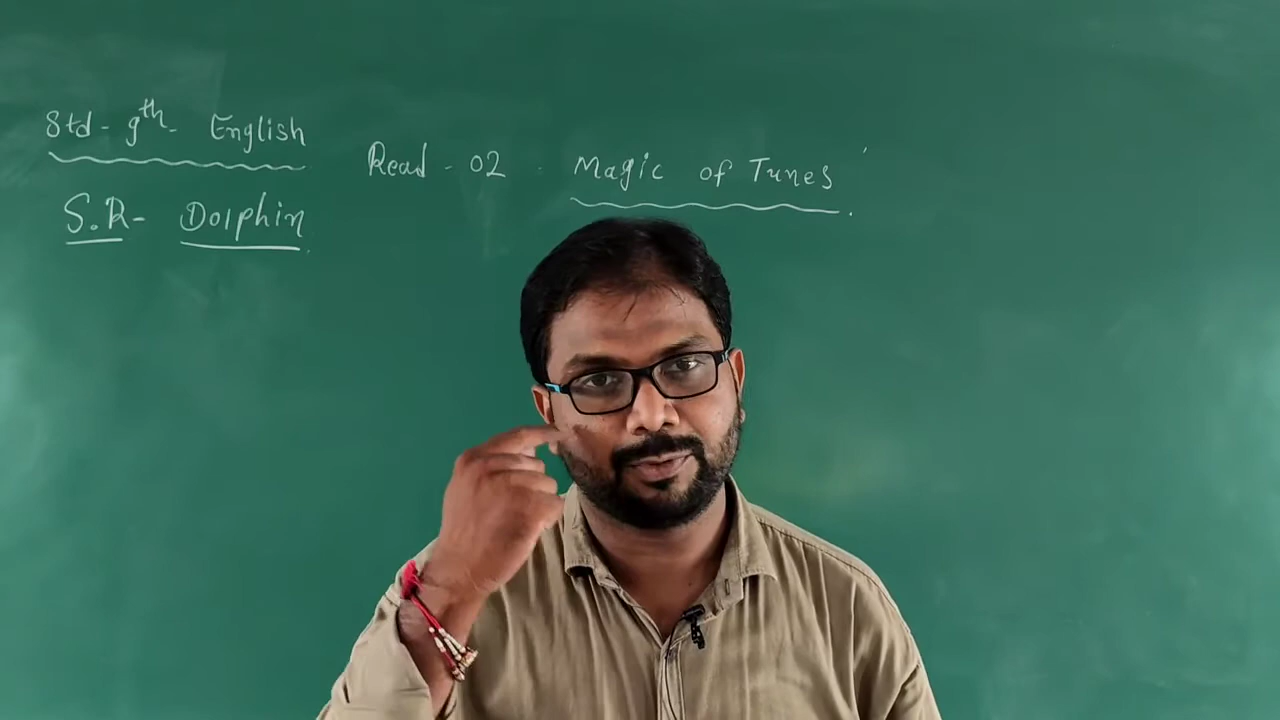 Std - 9th - English
Read - 02 . Magic of Tunes
S.R - Dolphin